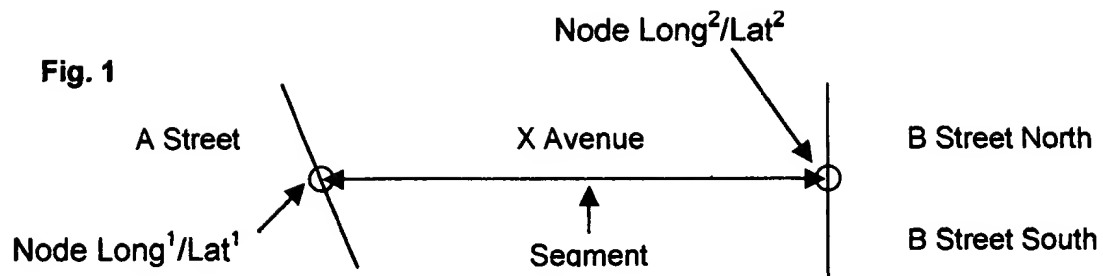 Node Long²/Lat²
Fig. 1
A Street
X Avenue
B Street North
Node Long¹/Lat¹
Segment
B Street South